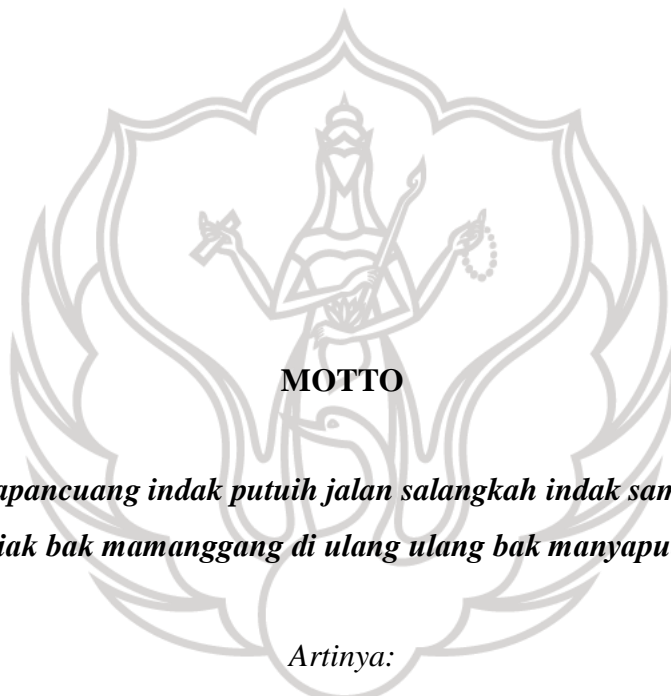 MOTTO
apancuang indak putuih jalan salangkah indak sam
iak bak mamanggang di ulang ulang bak manyapu
Artinya: